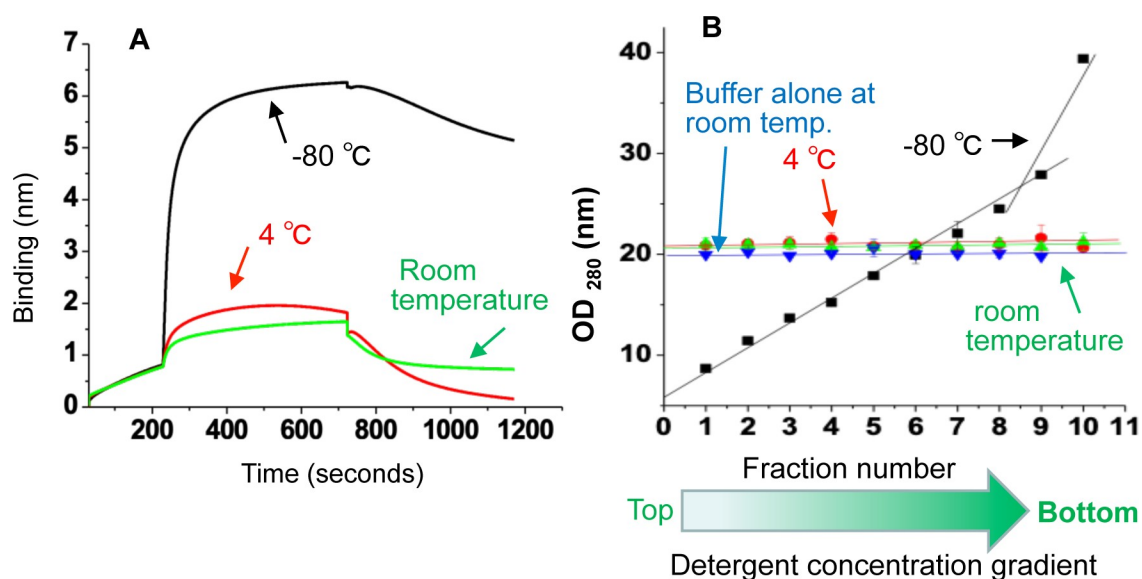 A
Binding (nm)
7
6
5
4
3
2
1
0
-80 °C
4 °C
Room
temperature
200
400
600
800
1000
1200
Time (seconds)
B
OD 280 (nm)
40
30
20
10
Buffer alone at
room temp.
4 °C
-80 °C
room
temperature
0 1 2 3 4 5 6 7 8 9 10 11
Fraction number
Top
Bottom
Detergent concentration gradient